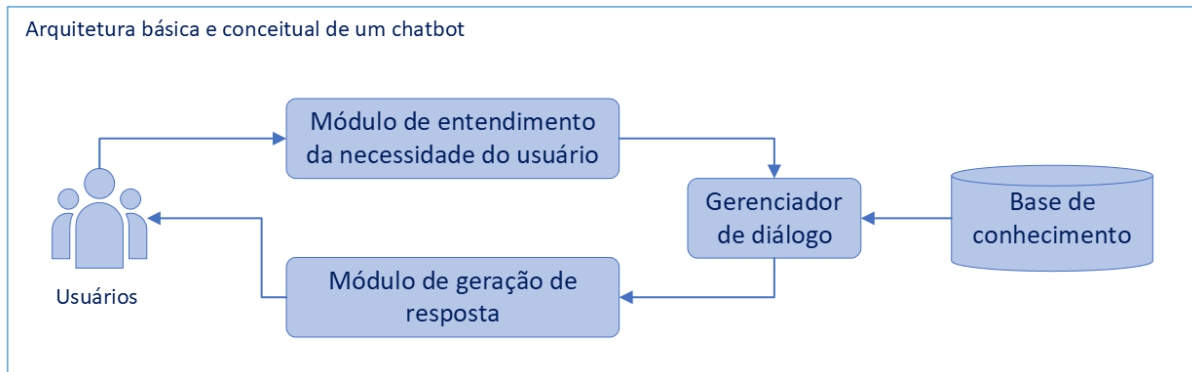 Arquitetura básica e conceitual de um chatbot
Módulo de entendimento
da necessidade do usuário
Gerenciador
de diálogo
Base de
conhecimento
Módulo de geração de
resposta
Usuários